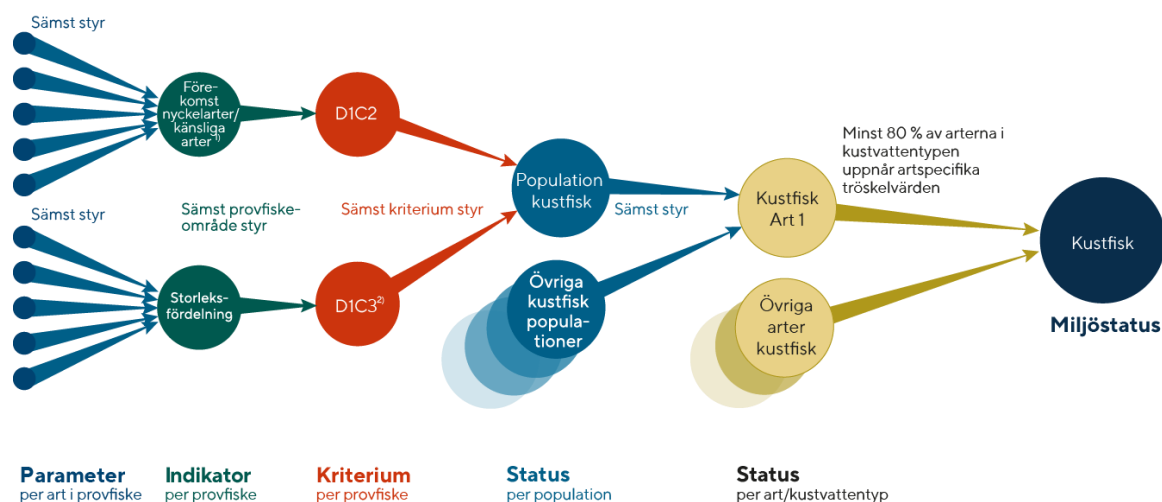 Sämst styr
Före-
komst
nyckelarter/
känsliga
arter 1)
D1C2
Population
kustfisk
Minst 80 % av arterna i
kustvattentypen
uppnår artspecifika
tröskelvärden
Kustfisk
Art 1
Kustfisk
Miljöstatus
Sämst styr
Sämst provfiske-
område styr
Sämst kriterium styr
Sämst styr
Storleks-
fördelning
D1C3 2)
Övriga
kustfisk
popula-
tioner
Övriga
arter
kustfisk
Parameter
per art i provfiske
Indikator
per provfiske
Kriterium
per provfiske
Status
per population
Status
per art/kustvattentyp